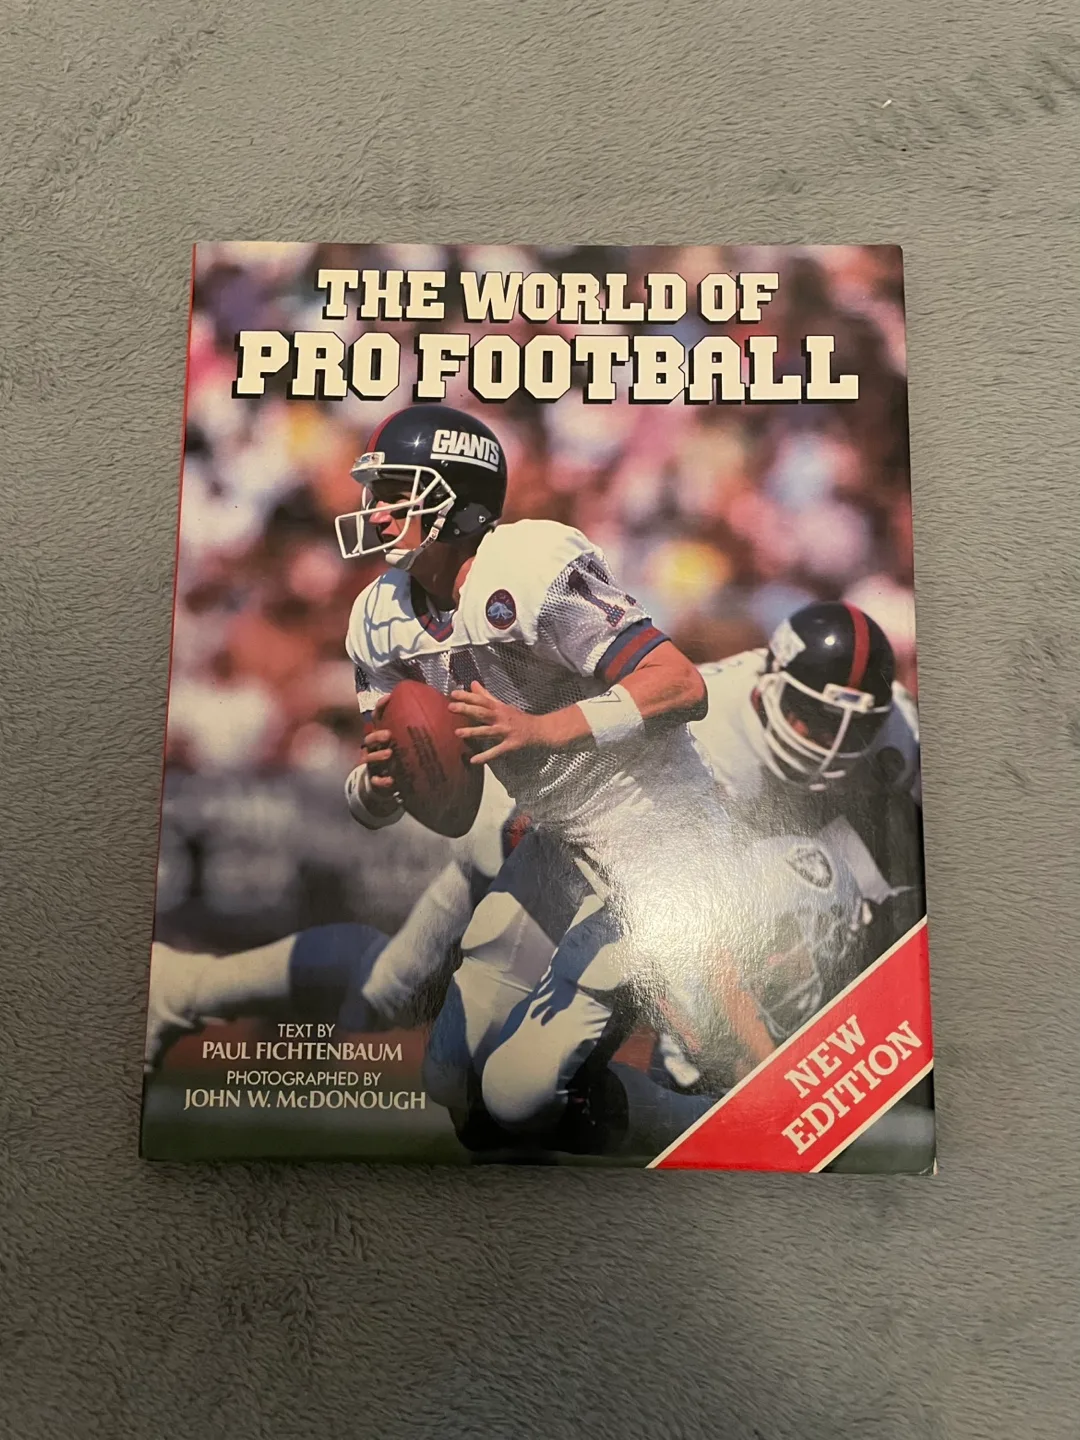 THE WORLD OF
PRO FOOTBALL
GIANTS
TEXT BY
PAUL FICHTENBAUM
PHOTOGRAPHED BY
JOHN W. McDONOUGH
NEW
EDITION